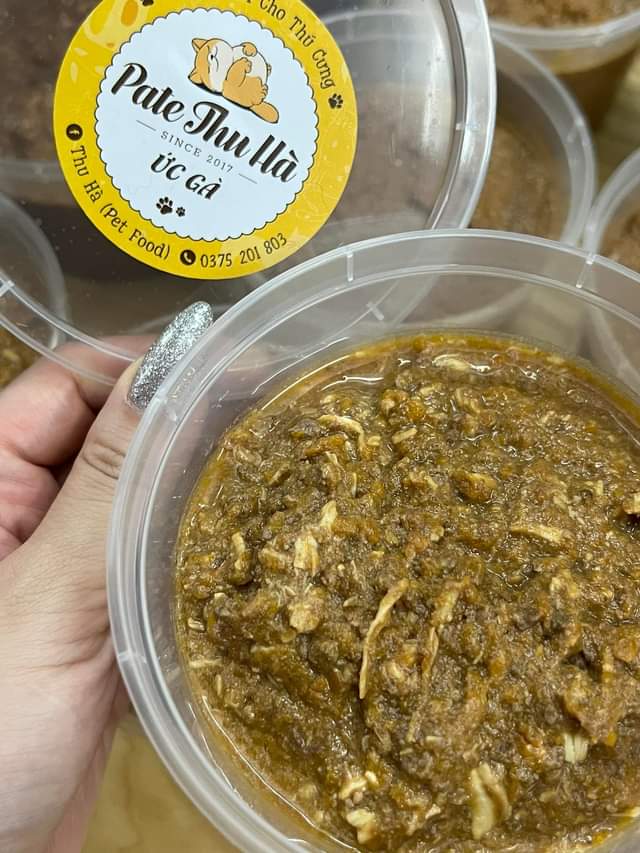 Cho Thú Cưng
Pate Thu Hà
SINCE 2017
ỨC GÀ
Thu Hà (Pet Food) 0375 201 803